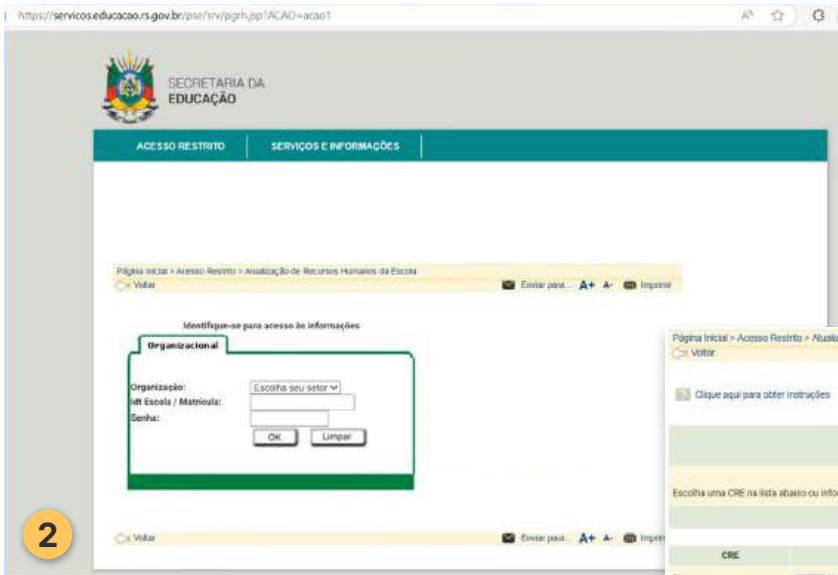 https://servicos.educacao.rs.gov.br/pse/srv/pgrh.jsp?ACAO=acao1
SECRETARIA DA
EDUCAÇÃO
ACESSO RESTRITO
SERVIÇOS E INFORMAÇÕES
Página Inicial > Acesso Restrito > Atualização de Recursos Humanos da Escola
Voltar
Enviar para... A+ A- Imprimir
Identifique-se para acesso às informações
Organizacional
Organização: Escolha seu setor
Idt Escola / Matrícula:
Senha:
OK Limpar
Voltar
Enviar para... A+ A- Imprimi
2
Página Inicial > Acesso Restrito > Atualiz
Voltar
Clique aqui para obter instruções
Escolha uma CRE na lista abaixo ou info
CRE